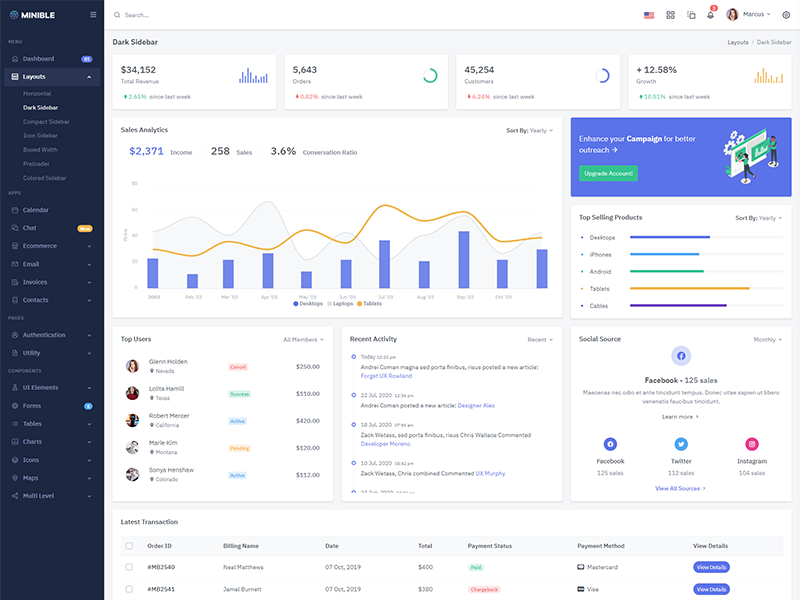 MINIBLE
Search...
3
Marcus
MENU
Dashboard
01
Layouts
Horizontal
Dark Sidebar
Compact Sidebar
Icon Sidebar
Boxed Width
Preloader
Colored Sidebar
APPS
Calendar
Chat
New
Ecommerce
Email
Invoices
Contacts
PAGES
Authentication
Utility
COMPONENTS
UI Elements
Forms
6
Tables
Charts
Icons
Maps
Multi Level
Dark Sidebar
Layouts / Dark Sidebar
$34,152
Total Revenue
2.65% since last week
5,643
Orders
0.82% since last week
45,254
Customers
6.24% since last week
+ 12.58%
Growth
10.51% since last week
Sales Analytics
Sort By: Yearly
$2,371 Income
258 Sales
3.6% Conversation Ratio
Points
80
60
40
20
0
2003 Feb '03 Mar '03 Apr '03 May '03 Jun '03 Jul '03 Aug '03 Sep '03 Oct '03
Desktops Laptops Tablets
Enhance your Campaign for better
outreach →
Upgrade Account!
Top Selling Products
Sort By: Yearly
Desktops
iPhones
Android
Tablets
Cables
Top Users
All Members
Glenn Holden
Nevada
Cancel
$250.00
Lolita Hamill
Texas
Success
$110.00
Robert Mercer
California
Active
$420.00
Marie Kim
Montana
Pending
$120.00
Sonya Henshaw
Colorado
Active
$112.00
Recent Activity
Recent
Today 12:20 pm
Andrei Coman magna sed porta finibus, risus posted a new article:
Forget UX Rowland
22 Jul, 2020 12:36 pm
Andrei Coman posted a new article: Designer Alex
18 Jul, 2020 07:56 am
Zack Wetass, sed porta finibus, risus Chris Wallace Commented
Developer Moreno
10 Jul, 2020 08:42 pm
Zack Wetass, Chris combined Commented UX Murphy
Social Source
Monthly
Facebook - 125 sales
Maecenas nec odio et ante tincidunt tempus. Donec vitae sapien ut libero
venenatis faucibus tincidunt.
Learn more
Facebook
125 sales
Twitter
112 sales
Instagram
104 sales
View All Sources
Latest Transaction
Order ID Billing Name Date Total Payment Status Payment Method View Details
#MB2540 Neal Matthews 07 Oct, 2019 $400 Paid Mastercard View Details
#MB2541 Jamal Burnett 07 Oct, 2019 $380 Chargeback Visa View Details